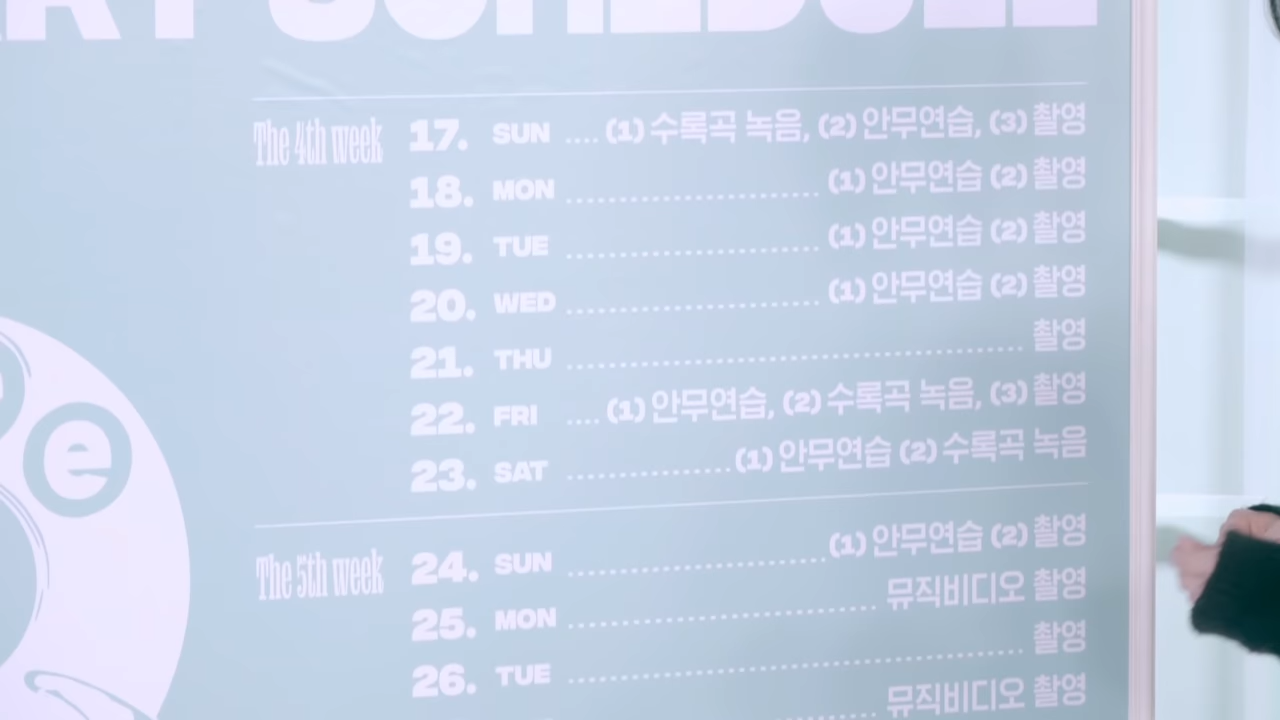 SCHEDULE
The 4th week
17. SUN .... (1) 수록곡 녹음, (2) 안무연습, (3) 촬영
18. MON (1) 안무연습 (2) 촬영
19. TUE (1) 안무연습 (2) 촬영
20. WED (1) 안무연습 (2) 촬영
21. THU 촬영
22. FRI .... (1) 안무연습, (2) 수록곡 녹음, (3) 촬영
23. SAT (1) 안무연습 (2) 수록곡 녹음
The 5th week
24. SUN (1) 안무연습 (2) 촬영
25. MON 뮤직비디오 촬영
26. TUE 촬영
뮤직비디오 촬영
e